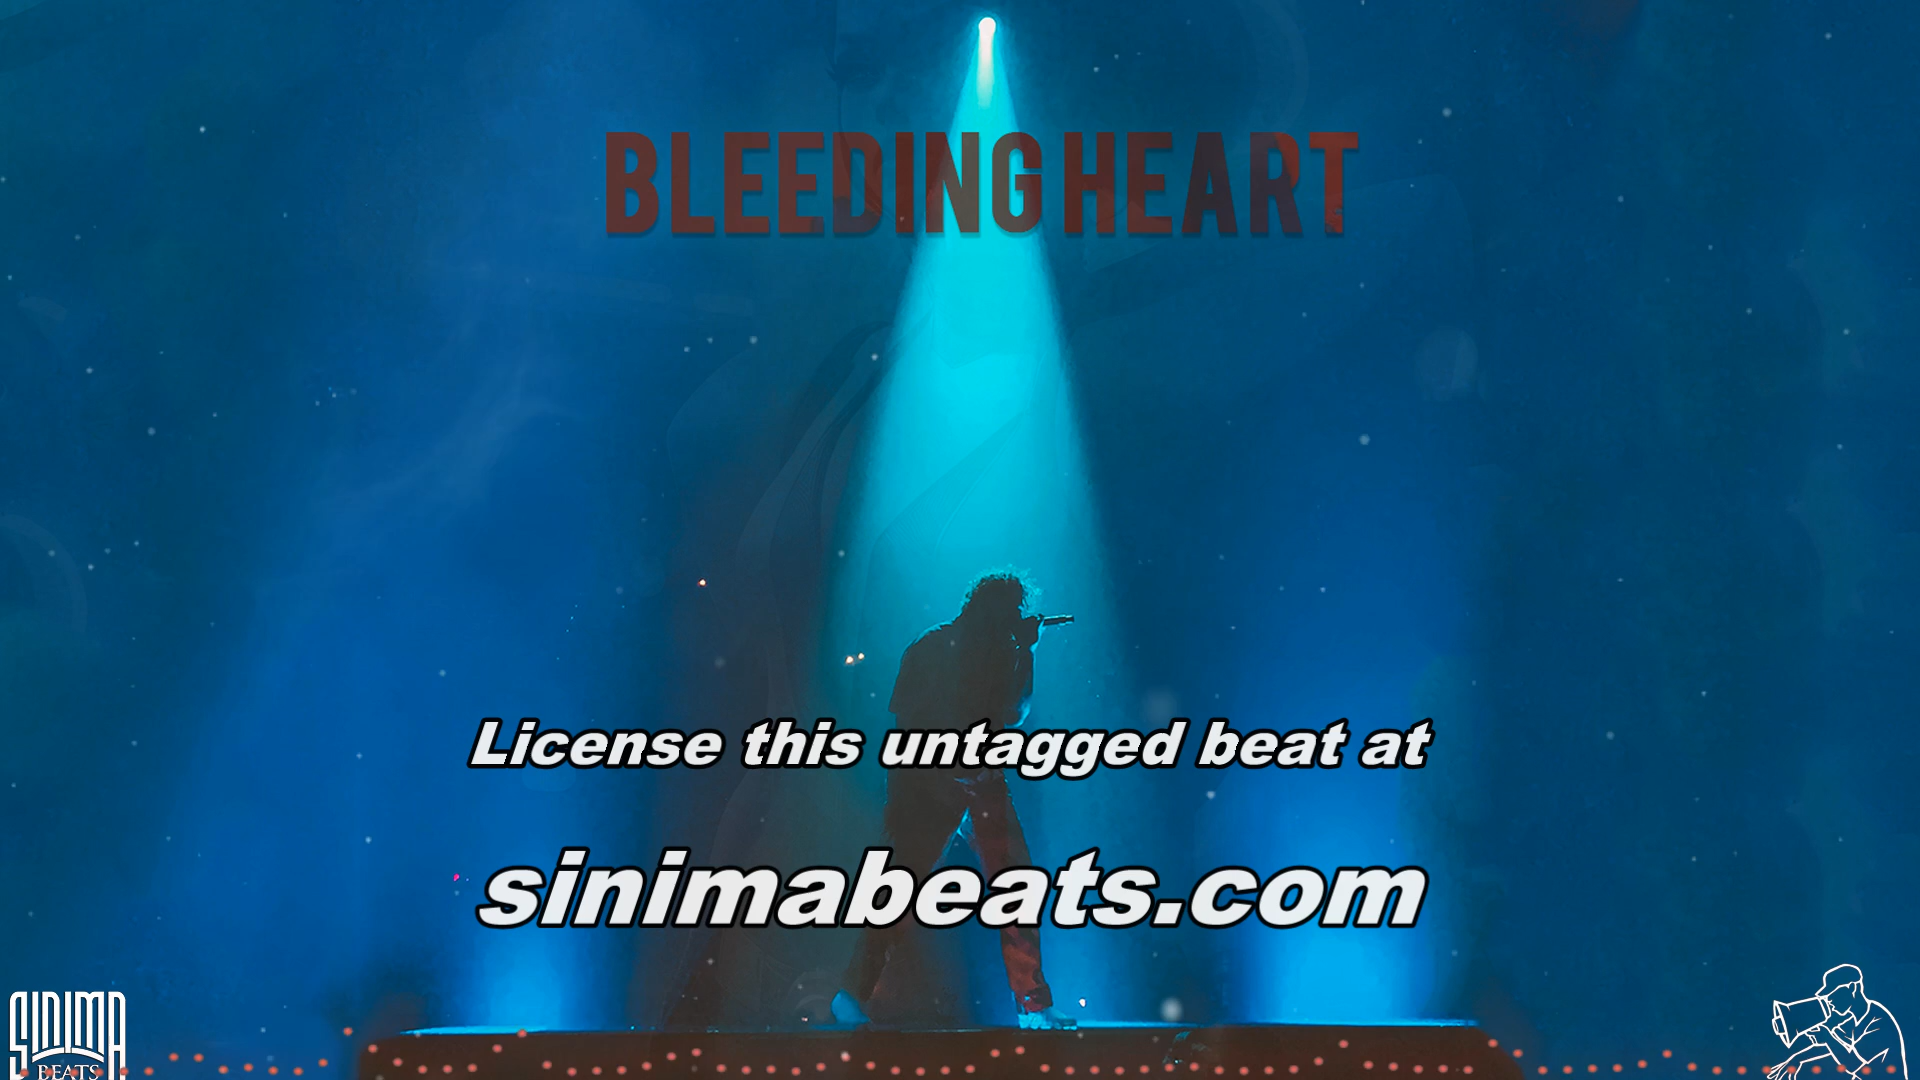 BLEEDING HEART
License this untagged beat at
sinimabeats.com
SINIMA
BEATS